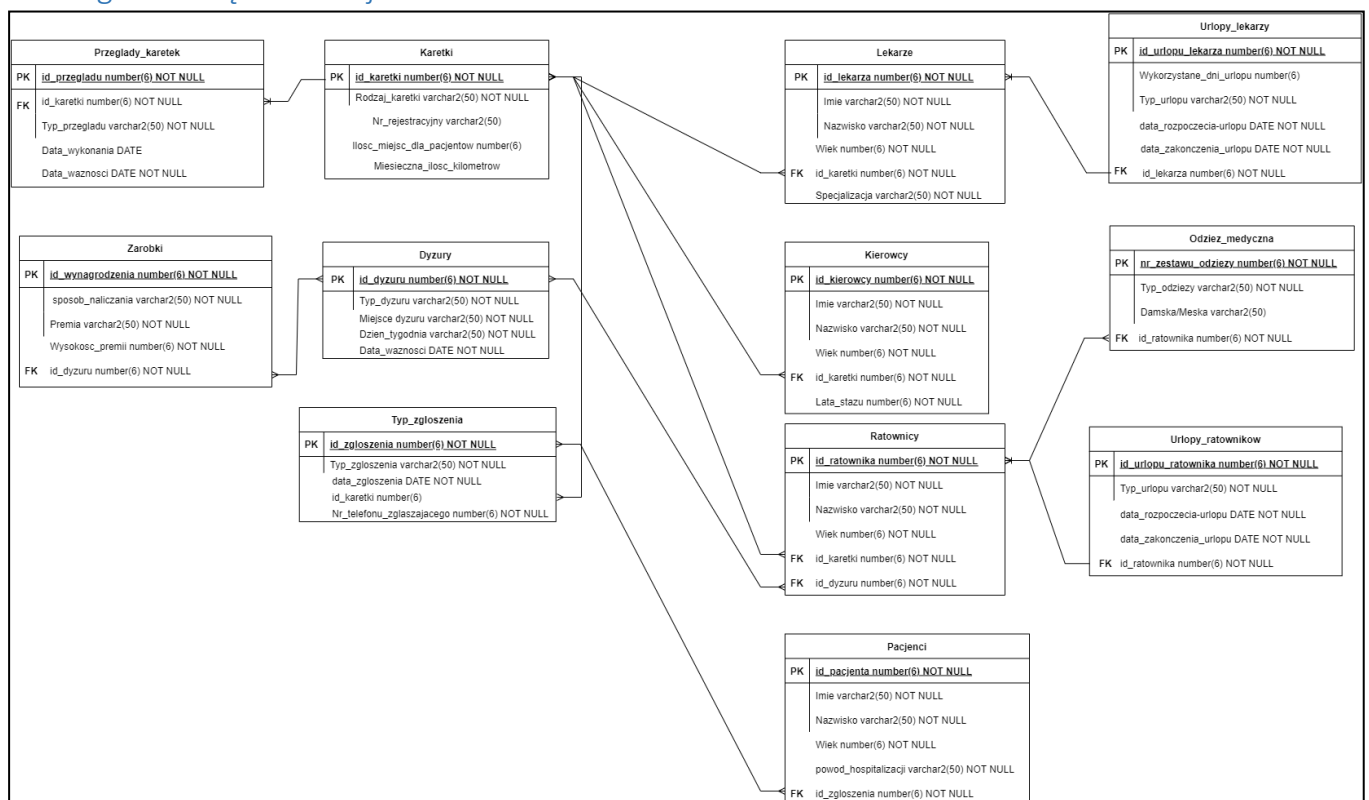 Przeglady_karetek
PK id_przegladu number(6) NOT NULL
FK id_karetki number(6) NOT NULL
Typ_przegladu varchar2(50) NOT NULL
Data_wykonania DATE
Data_waznosci DATE NOT NULL
Karetki
PK id_karetki number(6) NOT NULL
Rodzaj_karetki varchar2(50) NOT NULL
Nr_rejestracyjny varchar2(50)
Ilosc_miejsc_dla_pacjentow number(6)
Miesieczna_ilosc_kilometrow
Lekarze
PK id_lekarza number(6) NOT NULL
Imie varchar2(50) NOT NULL
Nazwisko varchar2(50) NOT NULL
Wiek number(6) NOT NULL
FK id_karetki number(6) NOT NULL
Specjalizacja varchar2(50) NOT NULL
Urlopy_lekarzy
PK id_urlopu_lekarza number(6) NOT NULL
Wykorzystane_dni_urlopu number(6)
Typ_urlopu varchar2(50) NOT NULL
data_rozpoczecia-urlopu DATE NOT NULL
data_zakonczenia_urlopu DATE NOT NULL
FK id_lekarza number(6) NOT NULL
Zarobki
PK id_wynagrodzenia number(6) NOT NULL
sposob_naliczania varchar2(50) NOT NULL
Premia varchar2(50) NOT NULL
Wysokosc_premii number(6) NOT NULL
FK id_dyzuru number(6) NOT NULL
Dyzury
PK id_dyzuru number(6) NOT NULL
Typ_dyzuru varchar2(50) NOT NULL
Miejsce dyzuru varchar2(50) NOT NULL
Dzien_tygodnia varchar2(50) NOT NULL
Data_waznosci DATE NOT NULL
Kierowcy
PK id_kierowcy number(6) NOT NULL
Imie varchar2(50) NOT NULL
Nazwisko varchar2(50) NOT NULL
Wiek number(6) NOT NULL
FK id_karetki number(6) NOT NULL
Lata_stazu number(6) NOT NULL
Odziez_medyczna
PK nr_zestawu_odziezy number(6) NOT NULL
Typ_odziezy varchar2(50) NOT NULL
Damska/Meska varchar2(50)
FK id_ratownika number(6) NOT NULL
Typ_zgloszenia
PK id_zgloszenia number(6) NOT NULL
Typ_zgloszenia varchar2(50) NOT NULL
data_zgloszenia DATE NOT NULL
id_karetki number(6)
Nr_telefonu_zglaszajacego number(6) NOT NULL
Ratownicy
PK id_ratownika number(6) NOT NULL
Imie varchar2(50) NOT NULL
Nazwisko varchar2(50) NOT NULL
Wiek number(6) NOT NULL
FK id_karetki number(6) NOT NULL
FK id_dyzuru number(6) NOT NULL
Urlopy_ratownikow
PK id_urlopu_ratownika number(6) NOT NULL
Typ_urlopu varchar2(50) NOT NULL
data_rozpoczecia-urlopu DATE NOT NULL
data_zakonczenia_urlopu DATE NOT NULL
FK id_ratownika number(6) NOT NULL
Pacjenci
PK id_pacjenta number(6) NOT NULL
Imie varchar2(50) NOT NULL
Nazwisko varchar2(50) NOT NULL
Wiek number(6) NOT NULL
powod_hospitalizacji varchar2(50) NOT NULL
FK id_zgloszenia number(6) NOT NULL